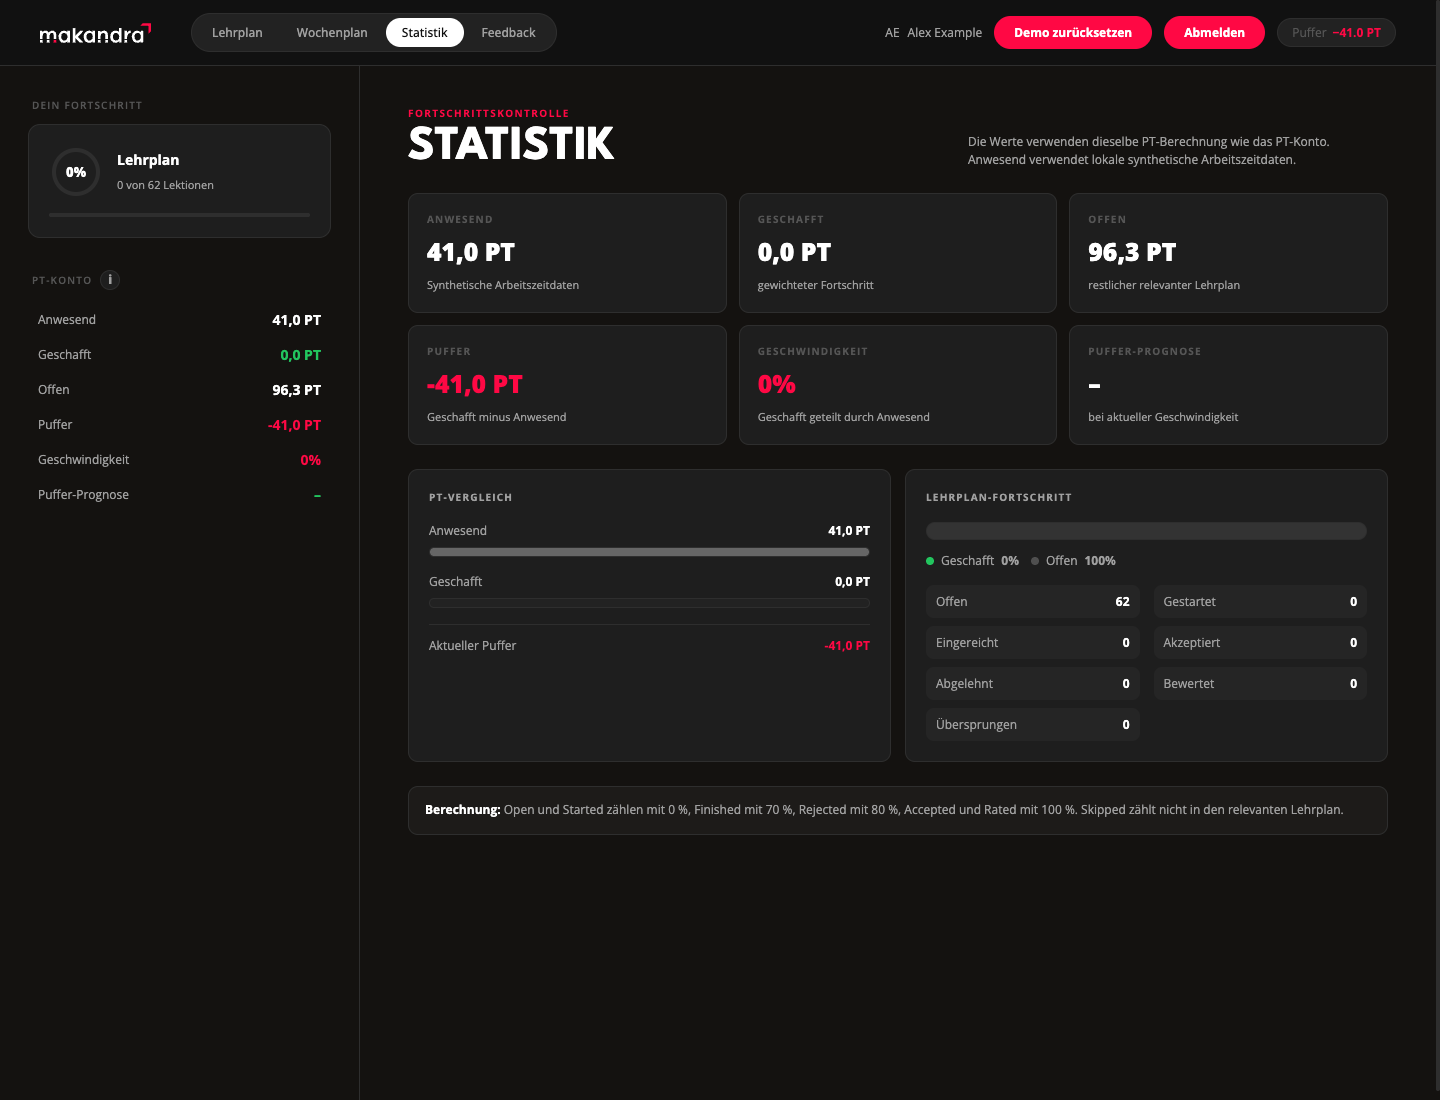 makandra
Lehrplan Wochenplan Statistik Feedback
AE Alex Example Demo zurücksetzen Abmelden Puffer −41.0 PT
DEIN FORTSCHRITT
0%
Lehrplan
0 von 62 Lektionen
PT-KONTO i
Anwesend 41,0 PT
Geschafft 0,0 PT
Offen 96,3 PT
Puffer -41,0 PT
Geschwindigkeit 0%
Puffer-Prognose –
FORTSCHRITTSKONTROLLE
STATISTIK
Die Werte verwenden dieselbe PT-Berechnung wie das PT-Konto.
Anwesend verwendet lokale synthetische Arbeitszeitdaten.
ANWESEND
41,0 PT
Synthetische Arbeitszeitdaten
GESCHAFFT
0,0 PT
gewichteter Fortschritt
OFFEN
96,3 PT
restlicher relevanter Lehrplan
PUFFER
-41,0 PT
Geschafft minus Anwesend
GESCHWINDIGKEIT
0%
Geschafft geteilt durch Anwesend
PUFFER-PROGNOSE
–
bei aktueller Geschwindigkeit
PT-VERGLEICH
Anwesend 41,0 PT
Geschafft 0,0 PT
Aktueller Puffer -41,0 PT
LEHRPLAN-FORTSCHRITT
Geschafft 0% Offen 100%
Offen 62 Gestartet 0
Eingereicht 0 Akzeptiert 0
Abgelehnt 0 Bewertet 0
Übersprungen 0
Berechnung: Open und Started zählen mit 0 %, Finished mit 70 %, Rejected mit 80 %, Accepted und Rated mit 100 %. Skipped zählt nicht in den relevanten Lehrplan.